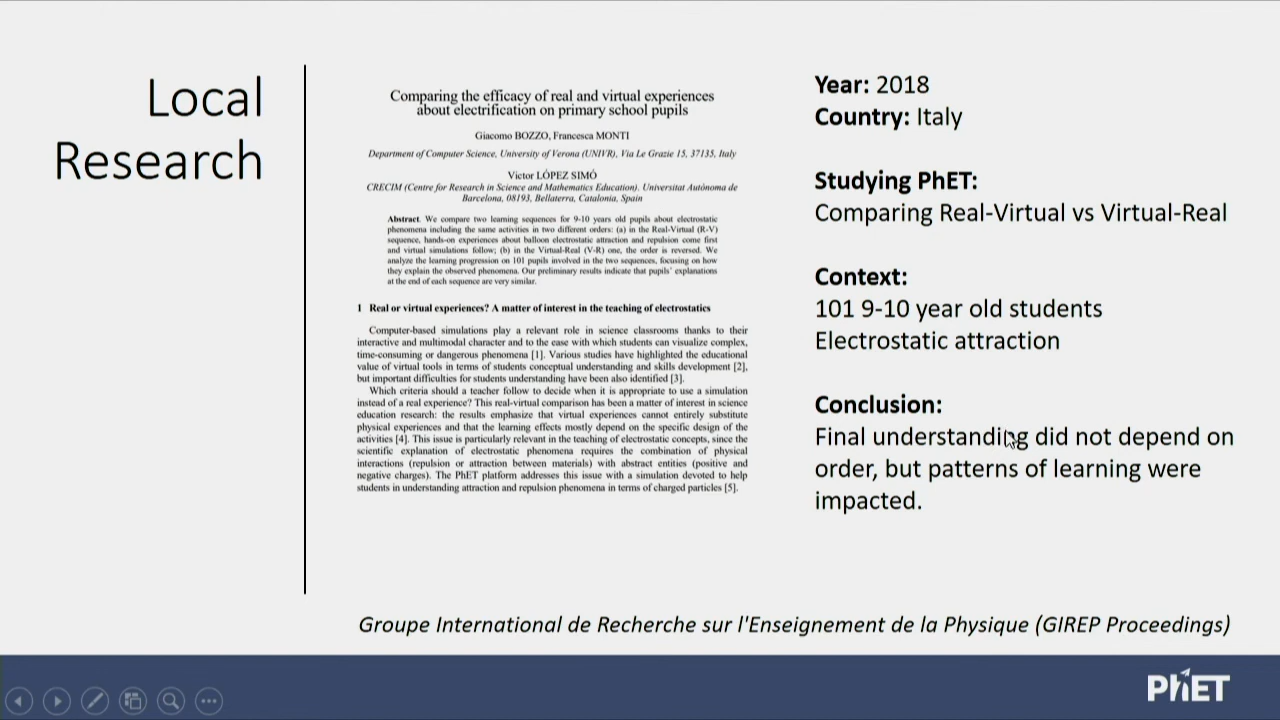 Local
Research
Comparing the efficacy of real and virtual experiences
about electrification on primary school pupils
Giacomo BOZZO, Francesca MONTI
Department of Computer Science, University of Verona (UNIVR), Via Le Grazie 15, 37135, Italy
Victor LÓPEZ SIMÓ
CRECIM (Centre for Research in Science and Mathematics Education). Universitat Autònoma de
Barcelona, 08193, Bellaterra, Catalonia, Spain
Abstract. We compare two learning sequences for 9-10 years old pupils about electrostatic
phenomena including the same activities in two different orders: (a) in the Real-Virtual (R-V)
sequence, hands-on experiences about balloon electrostatic attraction and repulsion come first
and virtual simulations follow; (b) in the Virtual-Real (V-R) one, the order is reversed. We
analyze the learning progression on 101 pupils involved in the two sequences, focusing on how
they explain the observed phenomena. Our preliminary results indicate that pupils' explanations
at the end of each sequence are very similar.
1 Real or virtual experiences? A matter of interest in the teaching of electrostatics
Computer-based simulations play a relevant role in science classrooms thanks to their
interactive and multimodal character and to the ease with which students can visualize complex,
time-consuming or dangerous phenomena [1]. Various studies have highlighted the educational
value of virtual tools in terms of students conceptual understanding and skills development [2],
but important difficulties for students understanding have been also identified [3].
Which criteria should a teacher follow to decide when it is appropriate to use a simulation
instead of a real experience? This real-virtual comparison has been a matter of interest in science
education research: the results emphasize that virtual experiences cannot entirely substitute
physical experiences and that the learning effects mostly depend on the specific design of the
activities [4]. This issue is particularly relevant in the teaching of electrostatic concepts, since the
scientific explanation of electrostatic phenomena requires the combination of physical
interactions (repulsion or attraction between materials) with abstract entities (positive and
negative charges). The PhET platform addresses this issue with a simulation devoted to help
students in understanding attraction and repulsion phenomena in terms of charged particles [5].
Year: 2018
Country: Italy
Studying PhET:
Comparing Real-Virtual vs Virtual-Real
Context:
101 9-10 year old students
Electrostatic attraction
Conclusion:
Final understanding did not depend on
order, but patterns of learning were
impacted.
Groupe International de Recherche sur l'Enseignement de la Physique (GIREP Proceedings)
PhET